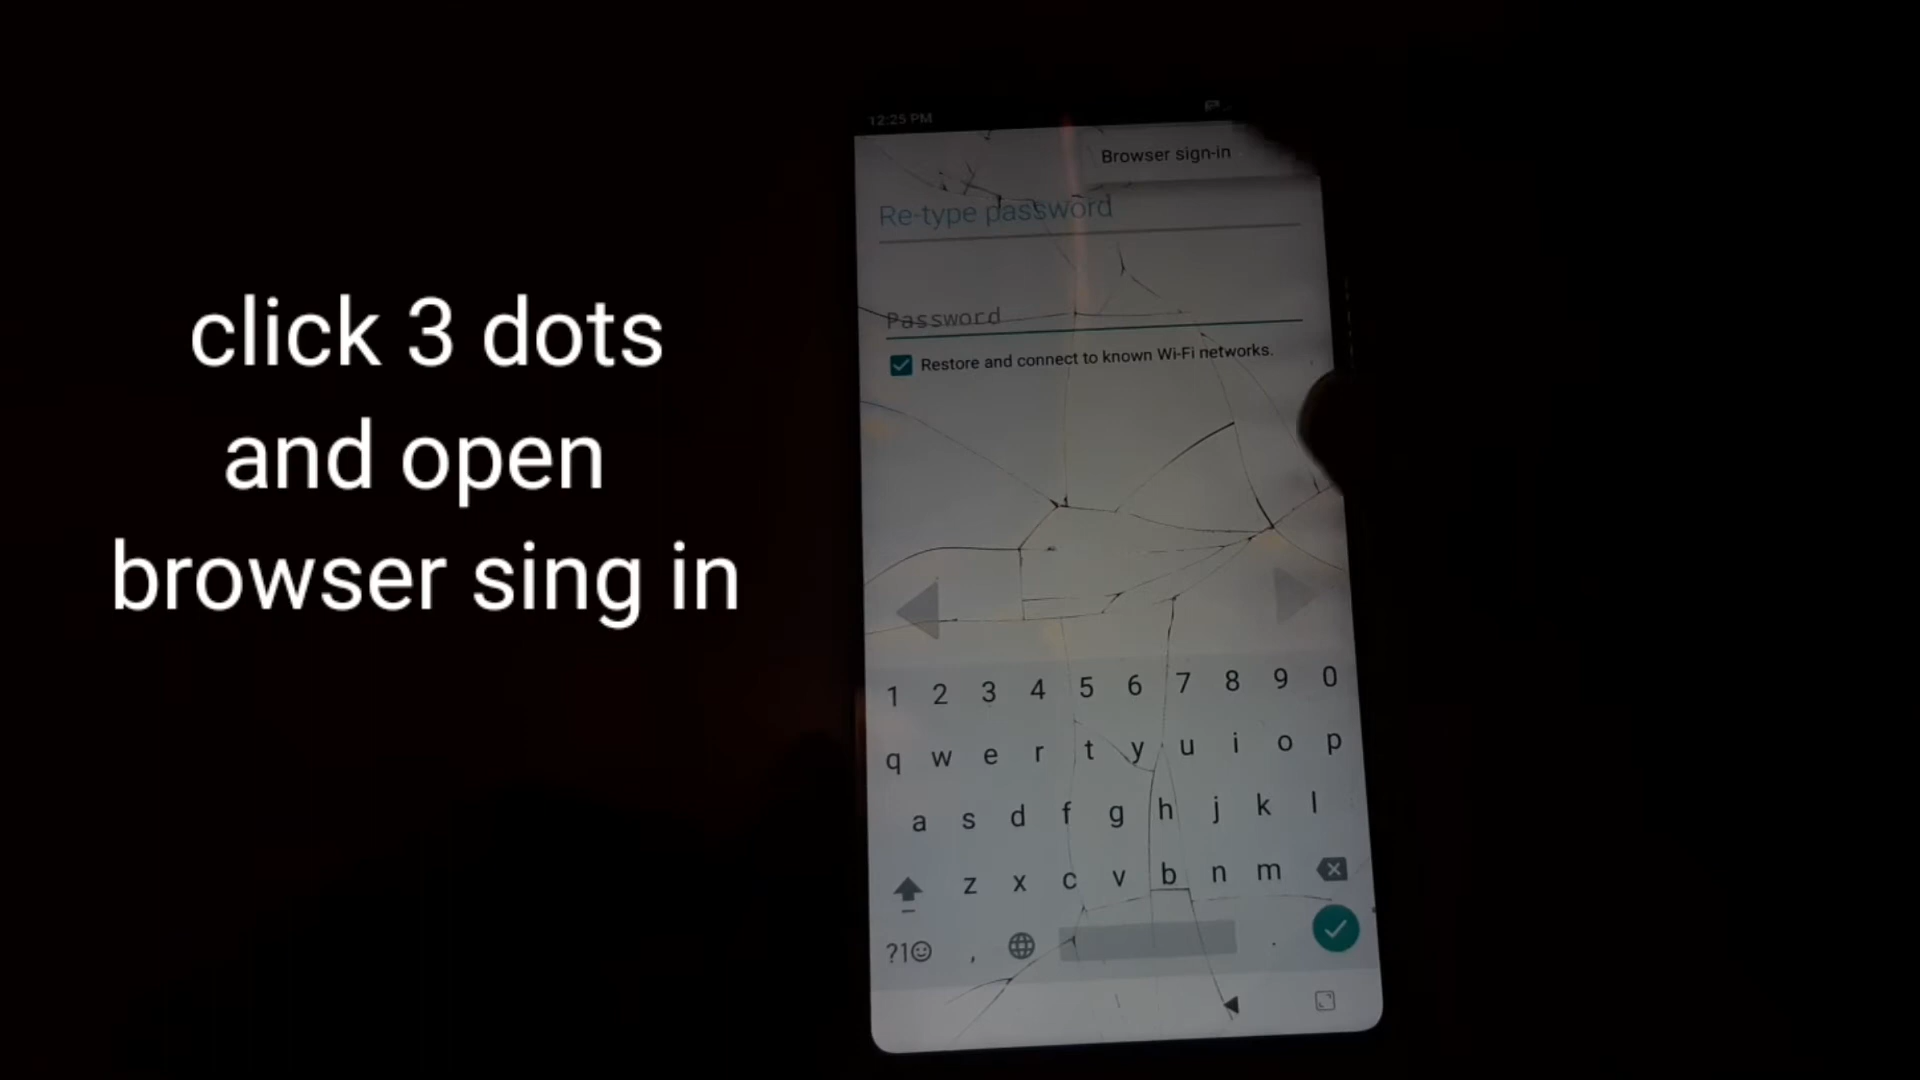 click 3 dots
and open
browser sing in
12:25 PM
Browser sign-in
Re-type password
Password
Restore and connect to known Wi-Fi networks.
1 2 3 4 5 6 7 8 9 0
q w e r t y u i o p
a s d f g h j k l
z x c v b n m
?1☺ , .